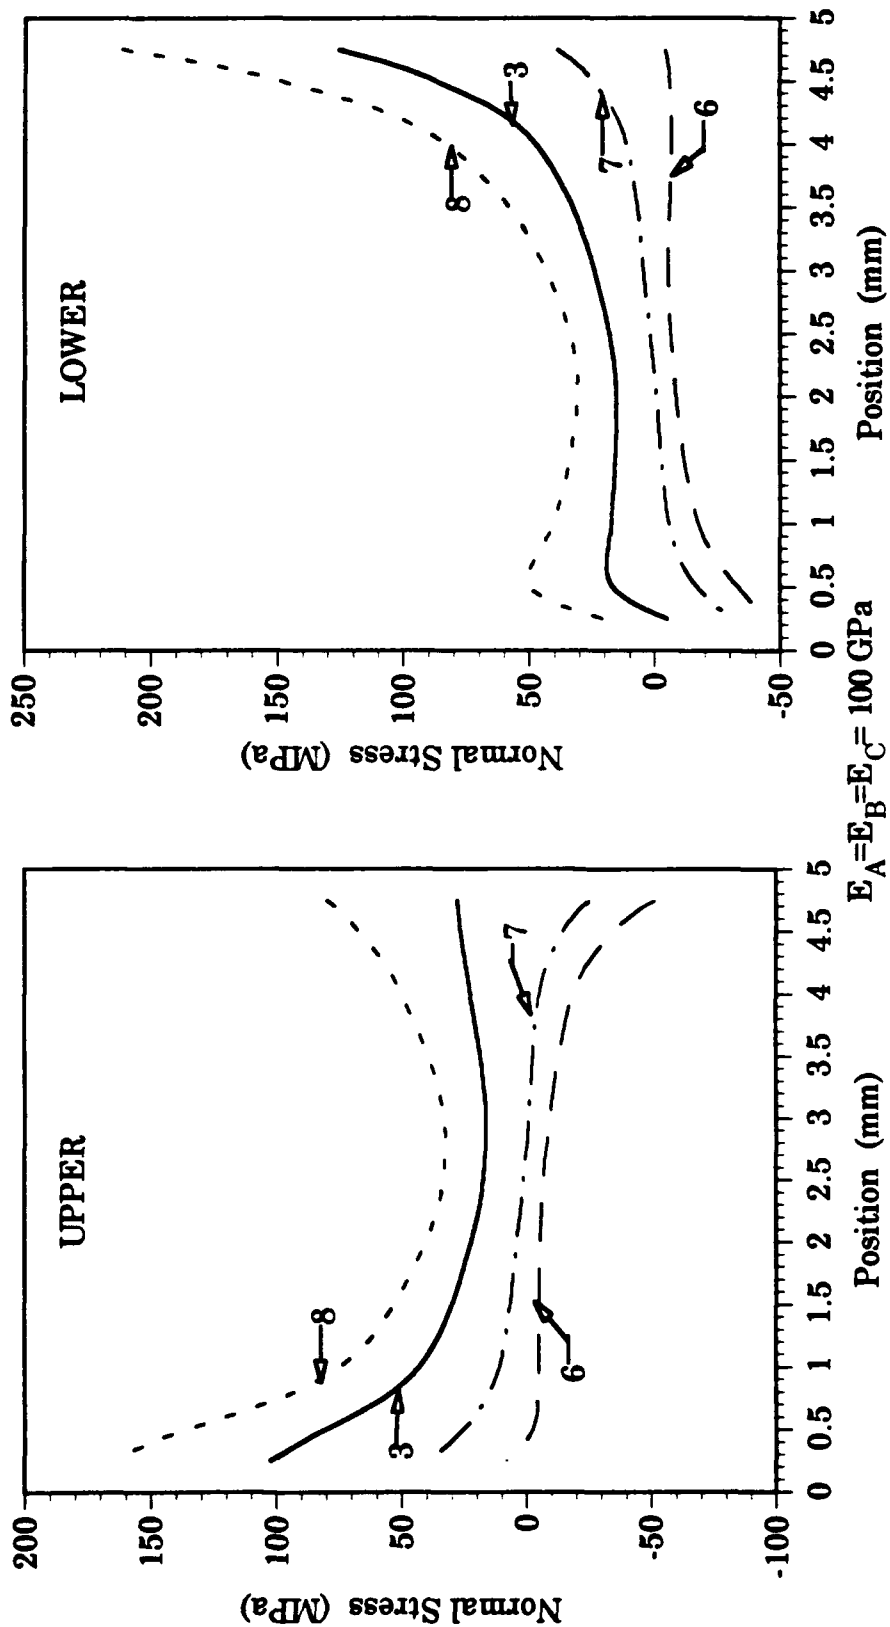 UPPER
Normal Stress (MPa)
200
150
100
50
0
-50
-100
8
3
7
6
0 0.5 1 1.5 2 2.5 3 3.5 4 4.5 5
Position (mm)
LOWER
Normal Stress (MPa)
250
200
150
100
50
0
-50
8
3
7
6
0 0.5 1 1.5 2 2.5 3 3.5 4 4.5 5
Position (mm)
E_A=E_B=E_C= 100 GPa